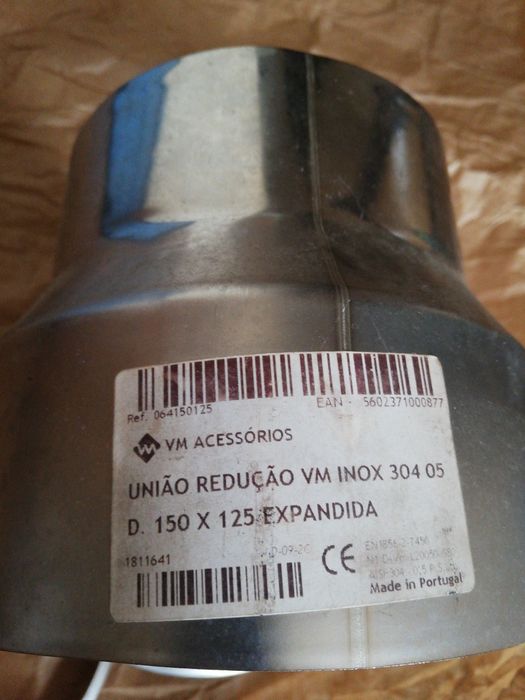 Ref. 064150125
EAN - 5602371000877
VM ACESSÓRIOS
UNIÃO REDUÇÃO VM INOX 304 05
D. 150 X 125 EXPANDIDA
1811641
CE
Made in Portugal